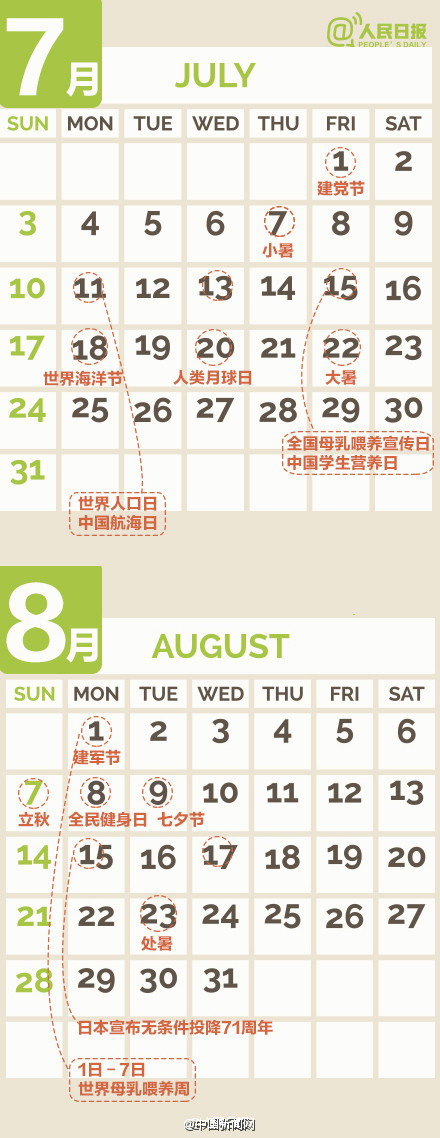 @人民日报
PEOPLE'S DAILY
7月
JULY
SUN MON TUE WED THU FRI SAT
1 2
建党节
3 4 5 6 7 8 9
小暑
10 11 12 13 14 15 16
17 18 19 20 21 22 23
世界海洋节 人类月球日 大暑
24 25 26 27 28 29 30
全国母乳喂养宣传日
中国学生营养日
31
世界人口日
中国航海日
8月
AUGUST
SUN MON TUE WED THU FRI SAT
1 2 3 4 5 6
建军节
7 8 9 10 11 12 13
立秋 全民健身日 七夕节
14 15 16 17 18 19 20
21 22 23 24 25 26 27
处暑
28 29 30 31
日本宣布无条件投降71周年
1日-7日
世界母乳喂养周
@中国新闻网